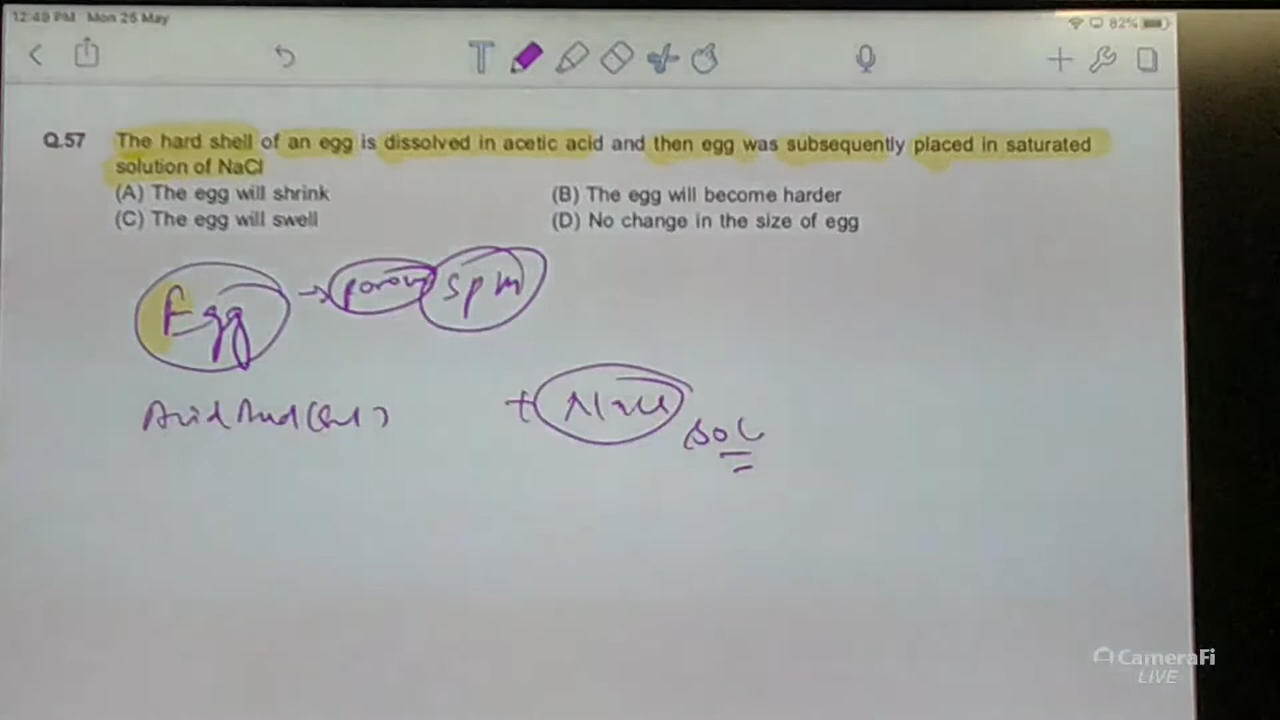 12:49 PM Mon 25 May
82%
Q.57 The hard shell of an egg is dissolved in acetic acid and then egg was subsequently placed in saturated
solution of NaCl
(A) The egg will shrink (B) The egg will become harder
(C) The egg will swell (D) No change in the size of egg
Egg → porous spm
+ NaCl
sol
CameraFi
LIVE